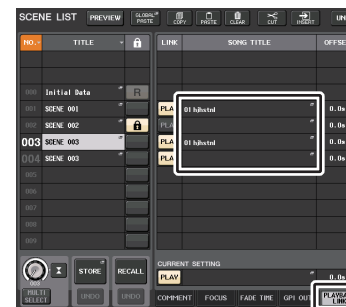 SCENE LIST PREVIEW GLOBAL PASTE COPY PASTE CLEAR CUT INSERT UN
NO. TITLE LINK SONG TITLE OFFSE
000 Initial Data R
001 SCENE 001 PLA 01 hjhstnl 0.0s
002 SCENE 002 PLA 0.0s
003 SCENE 003 PLA 01 hjhstnl 0.0s
004 SCENE 003 PLA 0.0s
005
006
007
008
009
CURRENT SETTING
003 STORE RECALL PLAY 0.0s
MULTI SELECT UNDO UNDO COMMENT FOCUS FADE TIME GPI OUT PLAYBA LINK